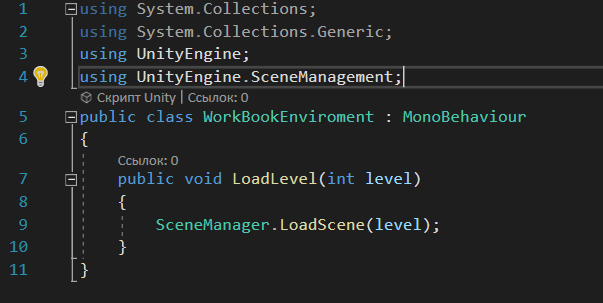 1 using System.Collections;
2 using System.Collections.Generic;
3 using UnityEngine;
4 using UnityEngine.SceneManagement;
Скрипт Unity | Ссылок: 0
5 public class WorkBookEnviroment : MonoBehaviour
6 {
Ссылок: 0
7 public void LoadLevel(int level)
8 {
9 SceneManager.LoadScene(level);
10 }
11 }